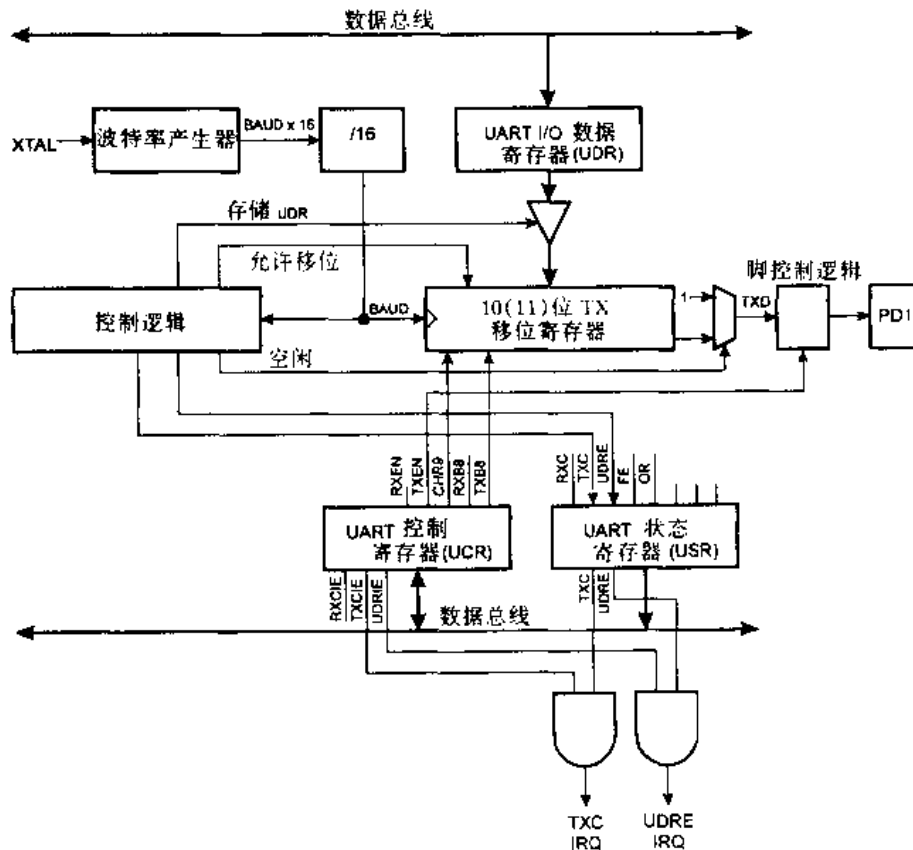 数据总线
XTAL
波特率产生器
BAUD x 16
/16
UART I/O 数据
寄存器(UDR)
存储 UDR
允许移位
控制逻辑
BAUD
10(11)位 TX
移位寄存器
1
TXD
脚控制逻辑
PD1
空闲
RXEN
TXEN
CHR9
RXB8
TXB8
RXC
TXC
UDRE
FE
OR
UART 控制
寄存器(UCR)
UART 状态
寄存器(USR)
RXCIE
TXCIE
UDRIE
TXC
UDRE
数据总线
TXC
IRQ
UDRE
IRQ